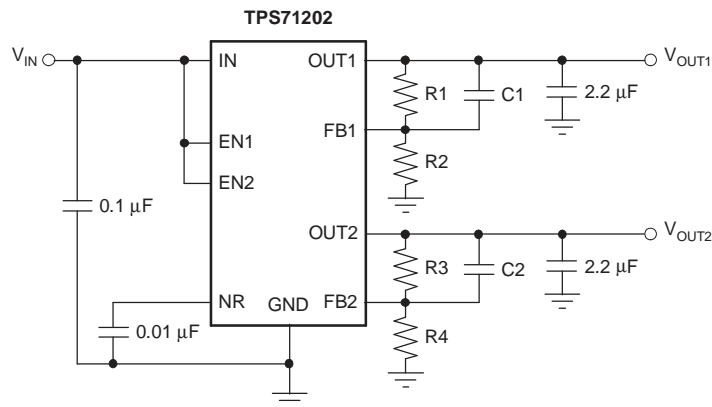 TPS71202
V_IN
IN
OUT1
V_OUT1
R1
C1
2.2 μF
EN1
FB1
R2
EN2
0.1 μF
OUT2
V_OUT2
R3
C2
2.2 μF
NR
GND
FB2
0.01 μF
R4